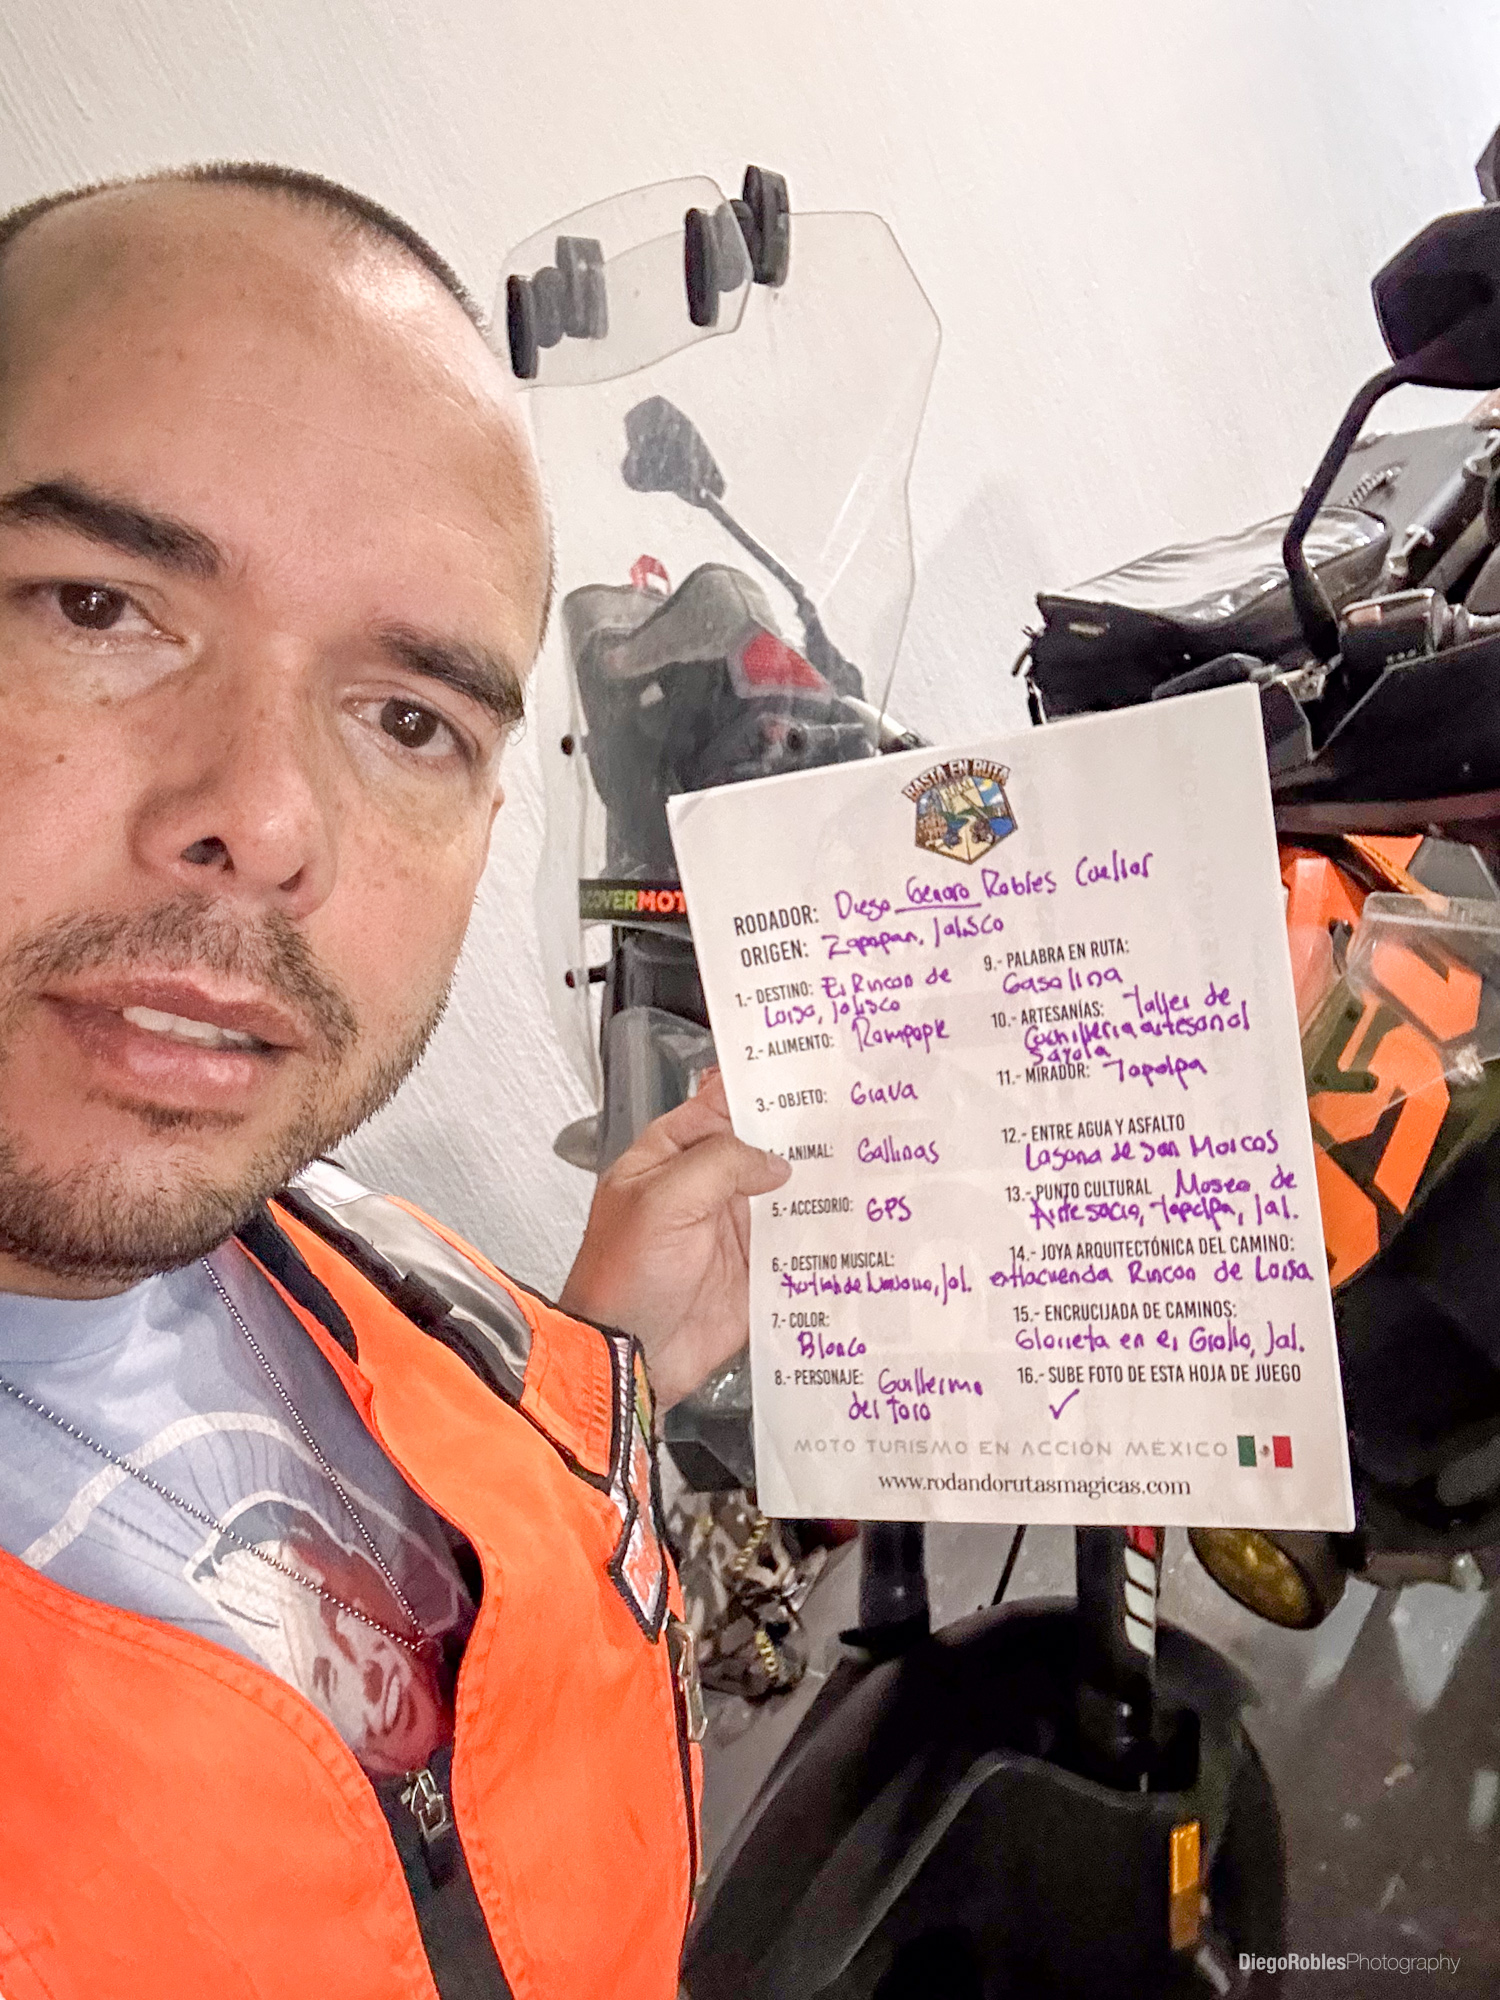 BASTA EN RUTA
RODADOR: Diego Genaro Robles Cuellar
ORIGEN: Zapopan, Jalisco
1.- DESTINO: El Rincon de
Loisa, Jalisco
2.- ALIMENTO: Rompope
3.- OBJETO: Grava
ANIMAL: Gallinas
5.- ACCESORIO: GPS
6.- DESTINO MUSICAL:
Jal.
7.- COLOR:
Blanco
8.- PERSONAJE: Guillermo
del toro
9.- PALABRA EN RUTA:
Gasolina
10.- ARTESANÍAS: Taller de
Cuchilleria artesanal
Sayula
11.- MIRADOR: Tapalpa
12.- ENTRE AGUA Y ASFALTO
Laguna de San Marcos
13.- PUNTO CULTURAL Museo de
Tapalpa, Jal.
14.- JOYA ARQUITECTÓNICA DEL CAMINO:
exHacienda Rincon de Loisa
15.- ENCRUCIJADA DE CAMINOS:
Glorieta en el Grullo, Jal.
16.- SUBE FOTO DE ESTA HOJA DE JUEGO
✓
MOTO TURISMO EN ACCIÓN MÉXICO
www.rodandorutasmagicas.com
OVERMOT
DiegoRoblesPhotography